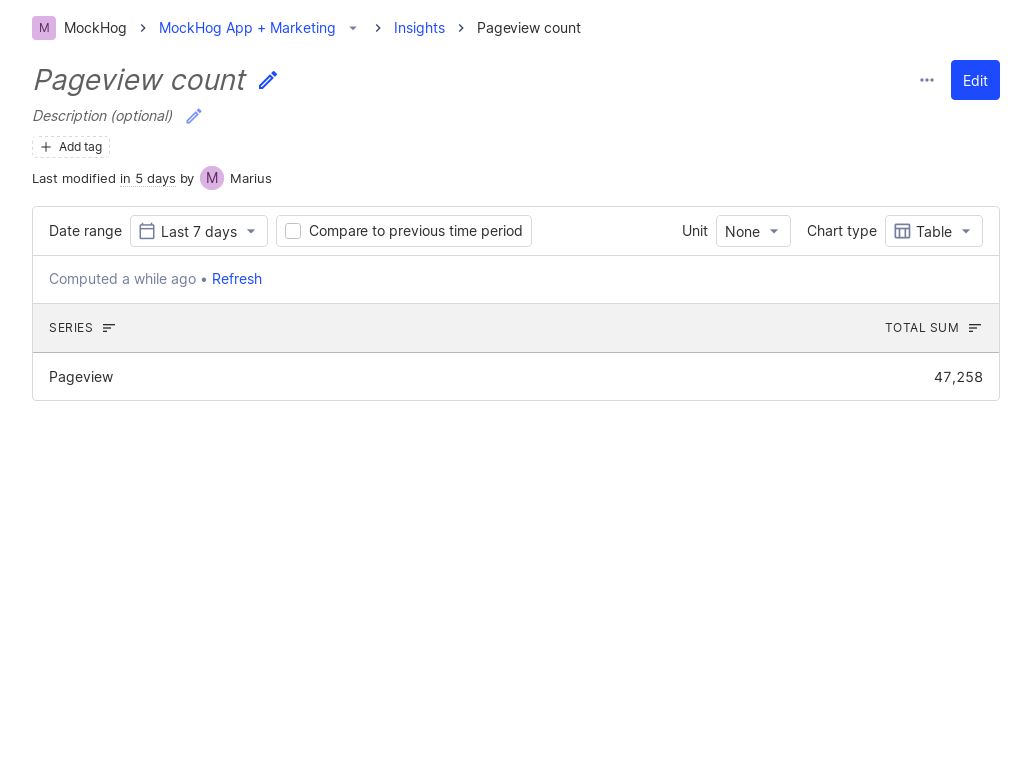 M MockHog MockHog App + Marketing Insights Pageview count
Pageview count
Edit
Description (optional)
Add tag
Last modified in 5 days by M Marius
Date range Last 7 days Compare to previous time period Unit None Chart type Table
Computed a while ago • Refresh
SERIES TOTAL SUM
Pageview 47,258